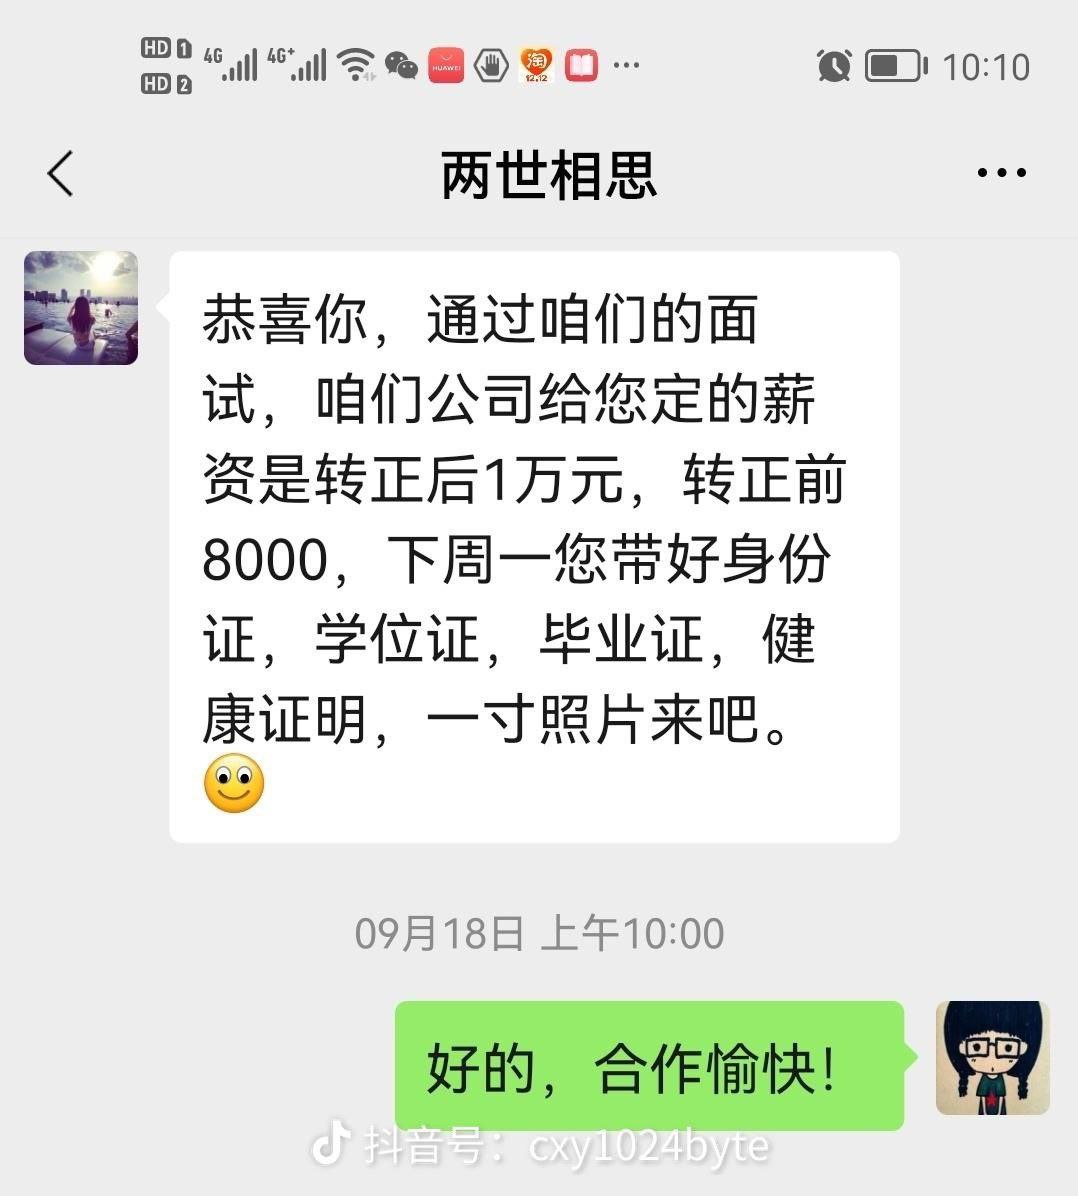 HD 1 4G 4G+ HUAWEI 淘 12.12 ... 10:10
HD 2
两世相思
恭喜你，通过咱们的面
试，咱们公司给您定的薪
资是转正后1万元，转正前
8000，下周一您带好身份
证，学位证，毕业证，健
康证明，一寸照片来吧。
09月18日 上午10:00
好的，合作愉快！
抖音号：cxy1024byte